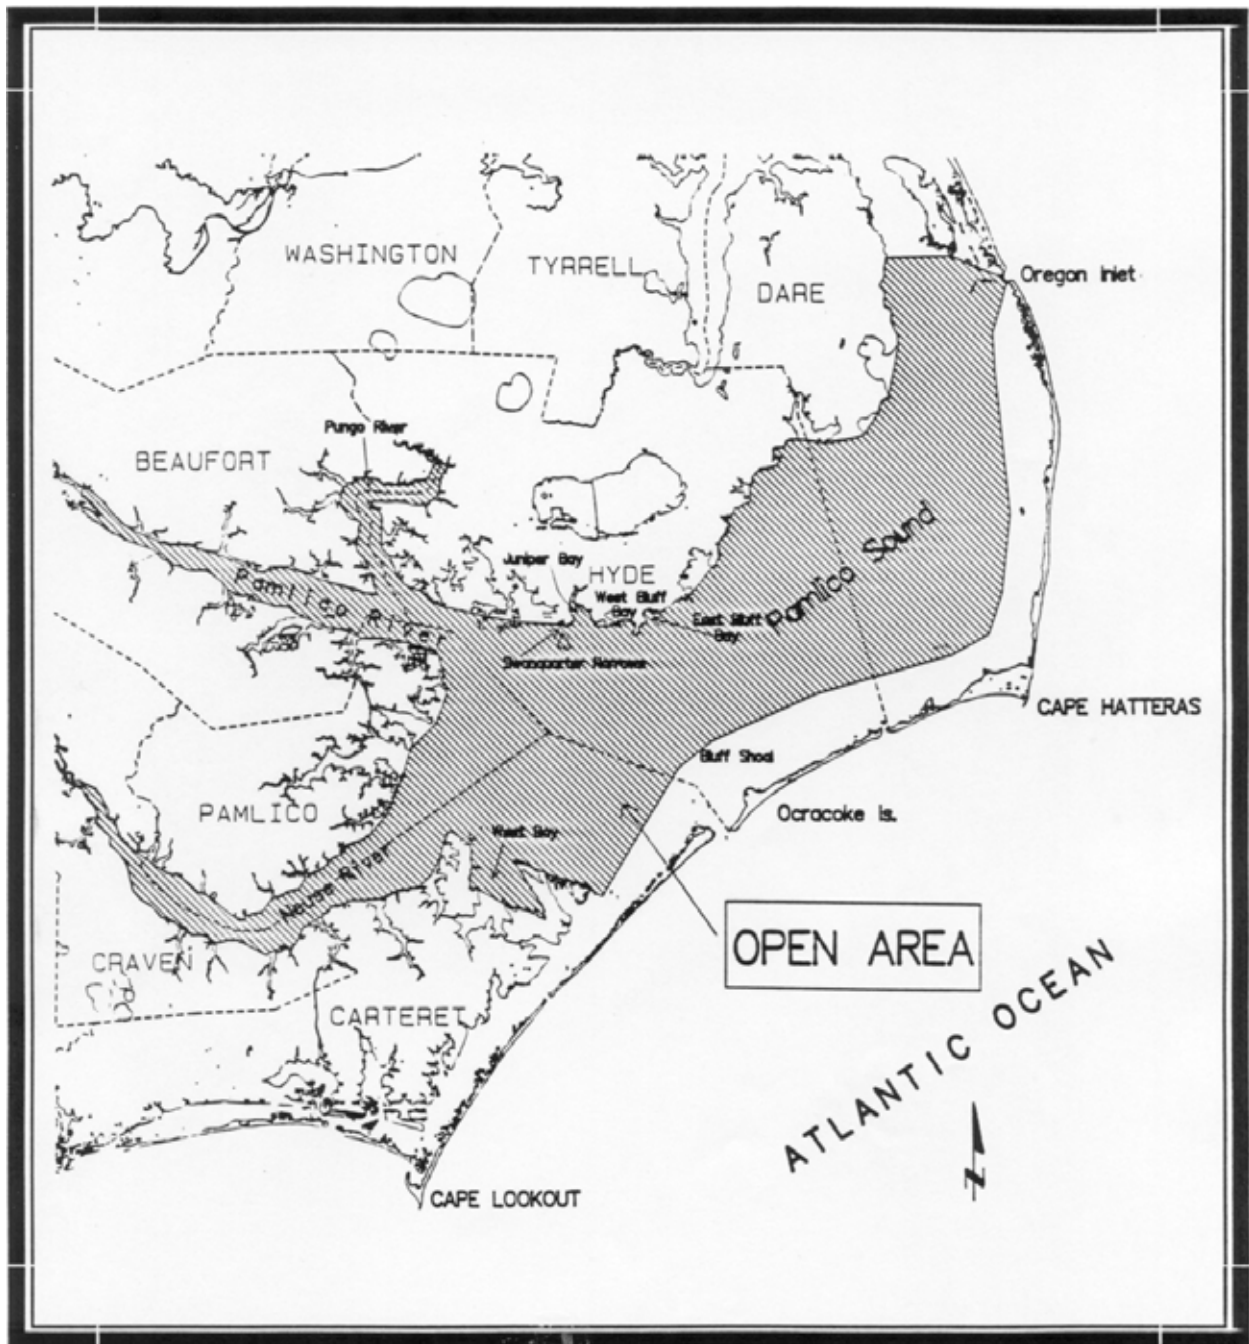 WASHINGTON
TYRRELL
DARE
Oregon Inlet
Pungo River
BEAUFORT
Juniper Bay
HYDE
West Bluff
Bay
East Bluff
Bay
Pamlico Sound
Pamlico River
Swanquarter Narrows
CAPE HATTERAS
Bluff Shoal
PAMLICO
Ocracoke Is.
West Bay
Neuse River
OPEN AREA
CRAVEN
CARTERET
ATLANTIC OCEAN
N
CAPE LOOKOUT